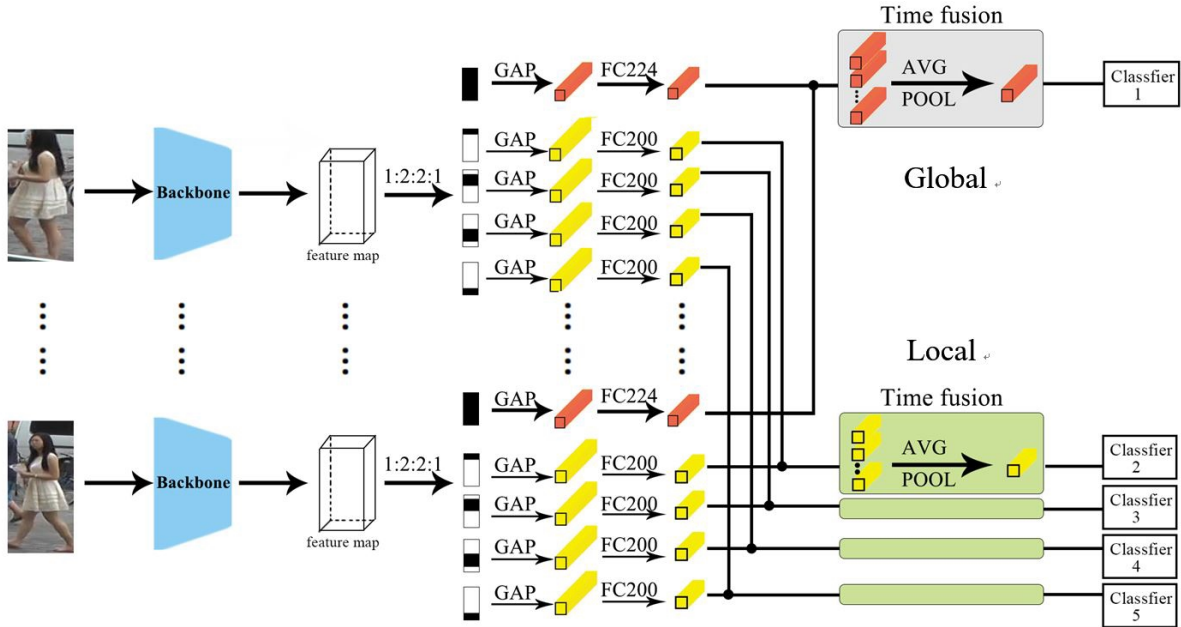 Time fusion
GAP FC224
AVG
POOL
Classfier
1
Backbone
feature map
1:2:2:1
GAP FC200
GAP FC200
GAP FC200
GAP FC200
Global
Local
GAP FC224
Time fusion
Backbone
feature map
1:2:2:1
GAP FC200
GAP FC200
GAP FC200
GAP FC200
AVG
POOL
Classfier
2
Classfier
3
Classfier
4
Classfier
5